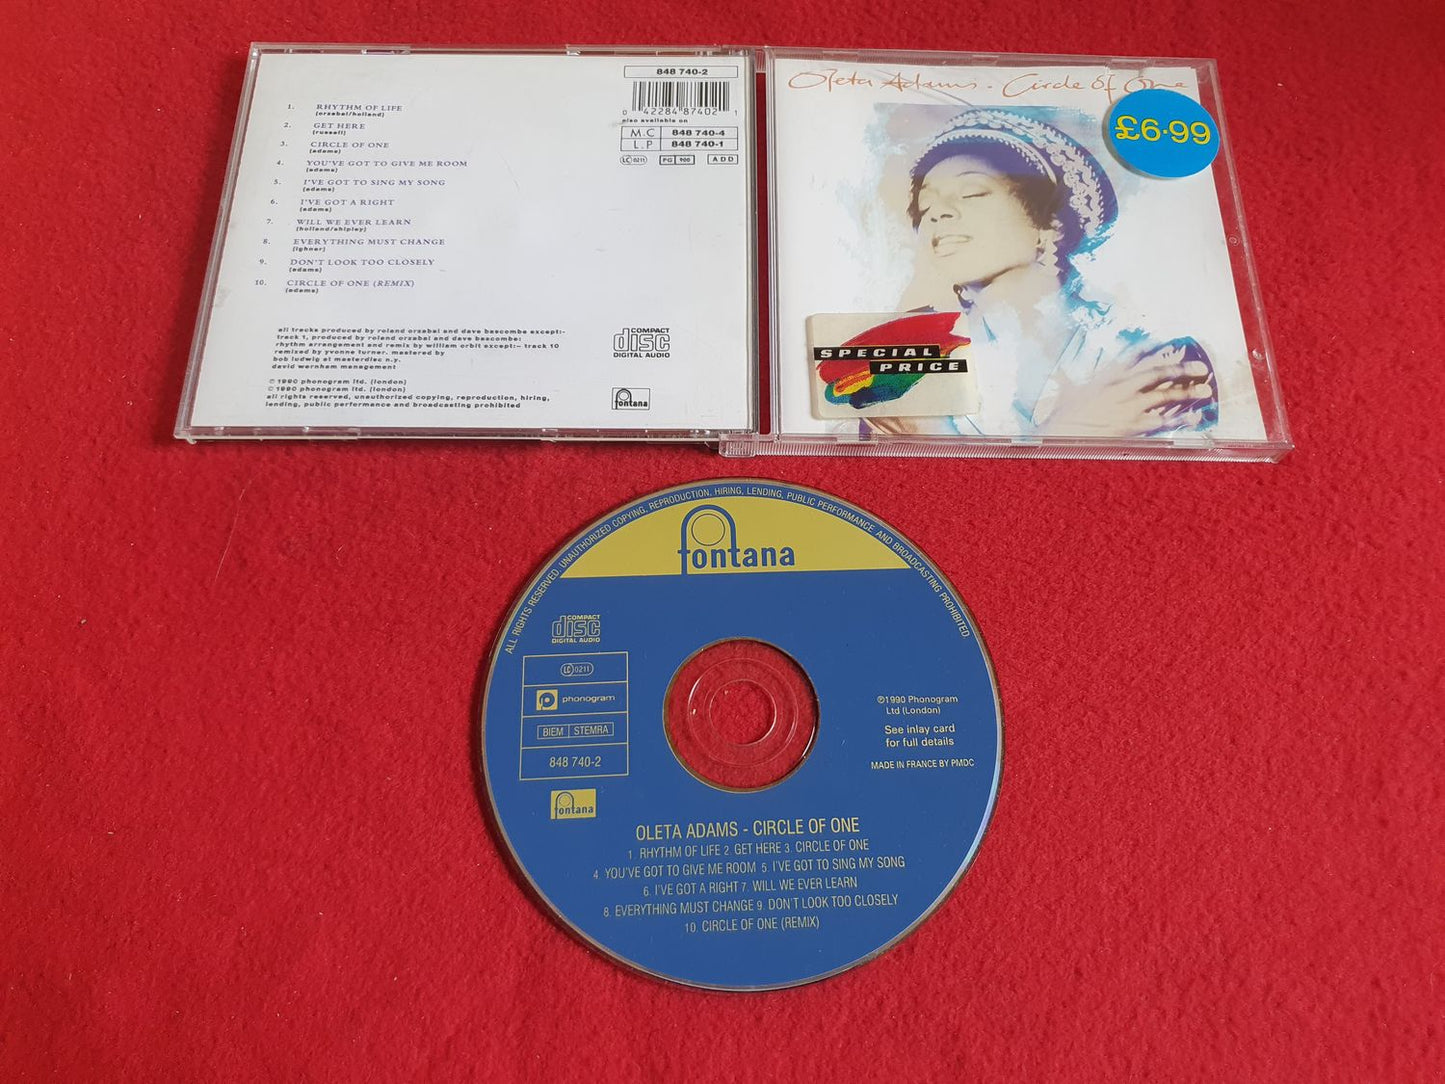 848 740-2
0 42284 87402 1
also available on
M.C 848 740-4
L.P 848 740-1
LC 0211 PG 900 ADD
1. RHYTHM OF LIFE
(orzabal/holland)
2. GET HERE
(russell)
3. CIRCLE OF ONE
(adams)
4. YOU'VE GOT TO GIVE ME ROOM
(adams)
5. I'VE GOT TO SING MY SONG
(adams)
6. I'VE GOT A RIGHT
(adams)
7. WILL WE EVER LEARN
(holland/shipley)
8. EVERYTHING MUST CHANGE
(ighner)
9. DON'T LOOK TOO CLOSELY
(adams)
10. CIRCLE OF ONE (REMIX)
(adams)
all tracks produced by roland orzabal and dave bascombe except:-
track 1, produced by roland orzabal and dave bascombe:
rhythm arrangement and remix by william orbit except:- track 10
remixed by yvonne turner. mastered by
bob ludwig at masterdisc n.y.
david wernham management
℗ 1990 phonogram ltd. (london)
© 1990 phonogram ltd. (london)
all rights reserved, unauthorized copying, reproduction, hiring,
lending, public performance and broadcasting prohibited
COMPACT
disc
DIGITAL AUDIO
fontana
Oleta Adams. Circle of One
£6·99
SPECIAL
PRICE
ALL RIGHTS RESERVED. UNAUTHORIZED COPYING, REPRODUCTION, HIRING, LENDING, PUBLIC PERFORMANCE AND BROADCASTING PROHIBITED.
fontana
COMPACT
disc
DIGITAL AUDIO
LC 0211
phonogram
BIEM STEMRA
848 740-2
fontana
℗1990 Phonogram
Ltd (London)
See inlay card
for full details
MADE IN FRANCE BY PMDC
OLETA ADAMS - CIRCLE OF ONE
1. RHYTHM OF LIFE 2. GET HERE 3. CIRCLE OF ONE
4. YOU'VE GOT TO GIVE ME ROOM 5. I'VE GOT TO SING MY SONG
6. I'VE GOT A RIGHT 7. WILL WE EVER LEARN
8. EVERYTHING MUST CHANGE 9. DON'T LOOK TOO CLOSELY
10. CIRCLE OF ONE (REMIX)